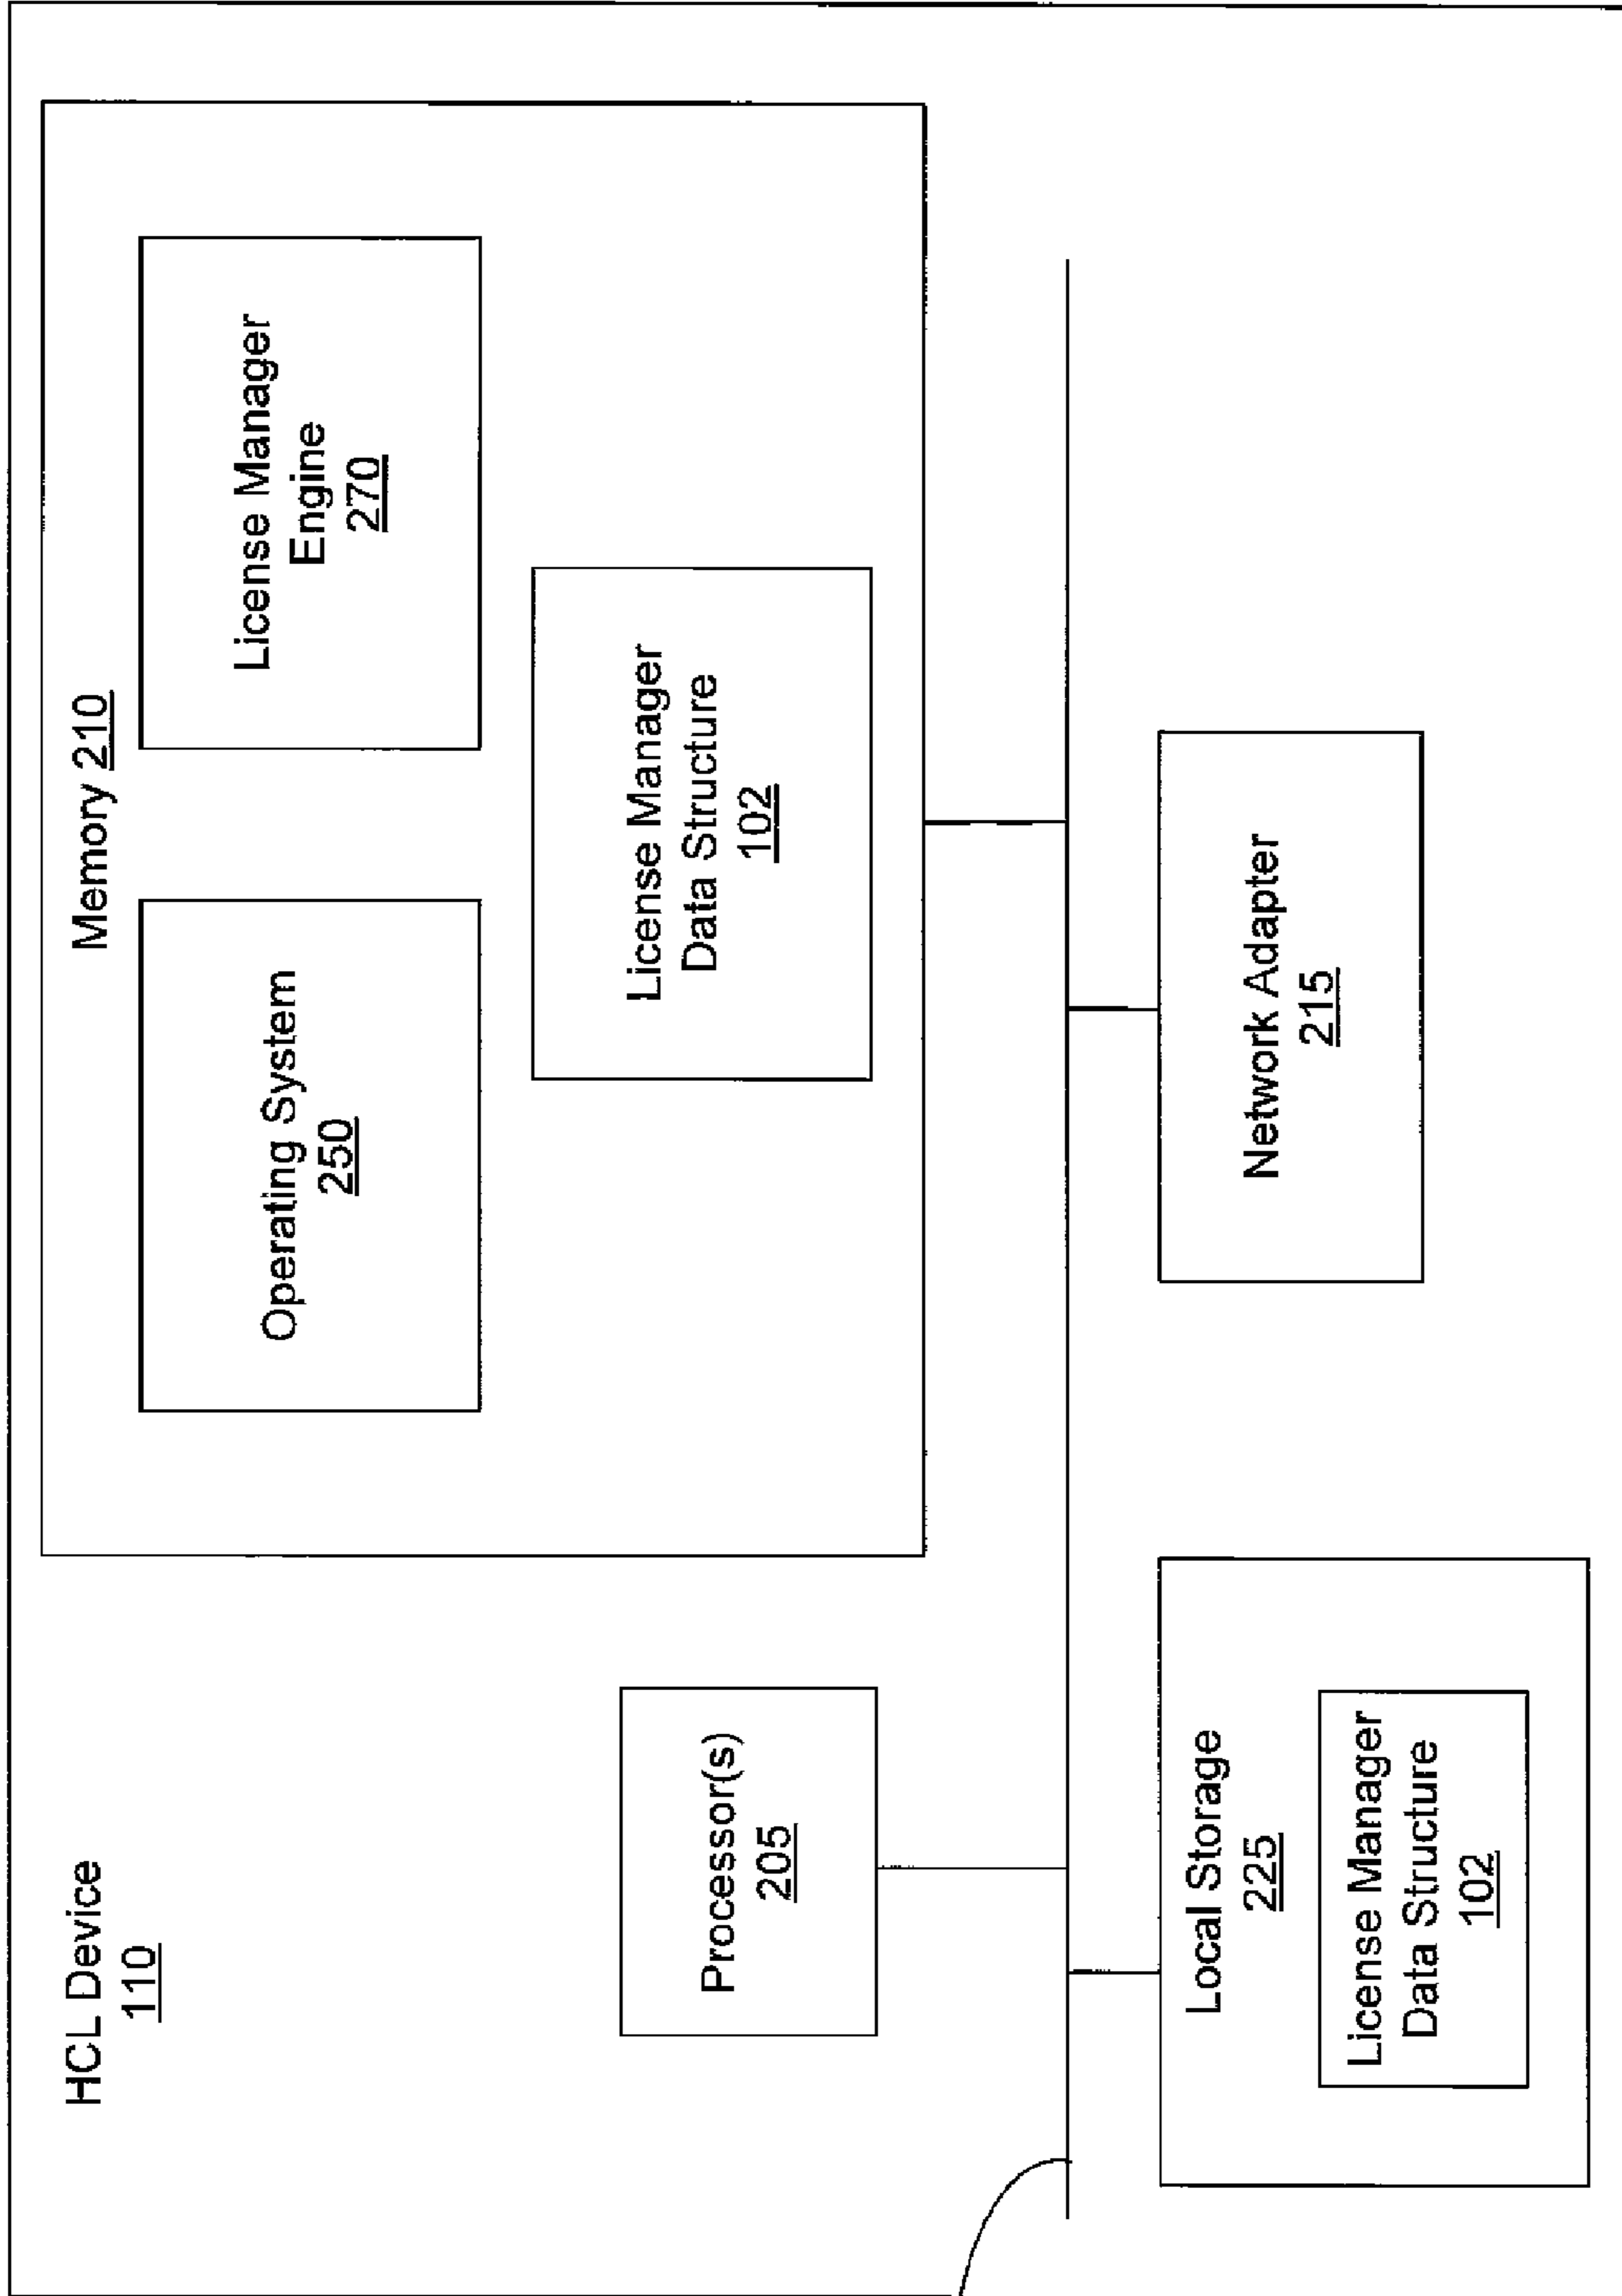 HCL Device
110
Memory 210
Operating System
250
License Manager
Engine
270
License Manager
Data Structure
102
Processor(s)
205
Local Storage
225
License Manager
Data Structure
102
Network Adapter
215